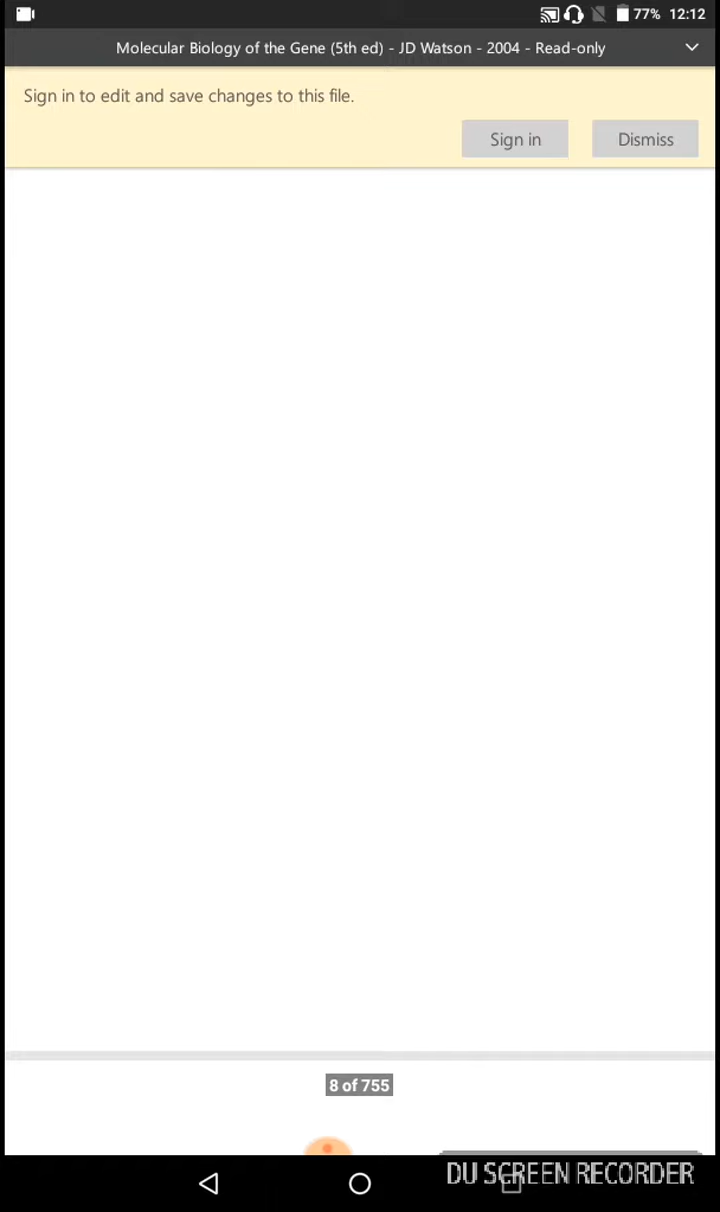 77% 12:12
Molecular Biology of the Gene (5th ed) - JD Watson - 2004 - Read-only
Sign in to edit and save changes to this file.
Sign in Dismiss
8 of 755
DU SCREEN RECORDER